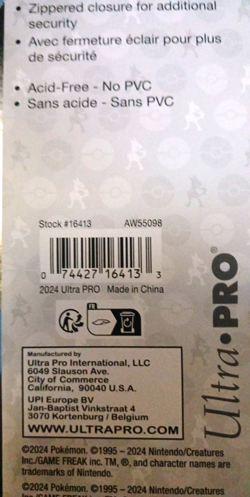 • Zippered closure for additional
security
• Avec fermeture éclair pour plus
de sécurité
• Acid-Free - No PVC
• Sans acide - Sans PVC
Stock #16413 AW55098
0 74427 16413 3
2024 Ultra PRO Made in China
FR
Ultra•PRO®
Manufactured by
Ultra Pro International, LLC
6049 Slauson Ave.
City of Commerce
California, 90040 U.S.A.
UPI Europe BV
Jan-Baptist Vinkstraat 4
3070 Kortenburg / Belgium
WWW.ULTRAPRO.COM
©2024 Pokémon. ©1995 – 2024 Nintendo/Creatures
Inc./GAME FREAK inc. TM, ®, and character names are
trademarks of Nintendo.
©2024 Pokémon. ©1995 – 2024 Nintendo/Creatures